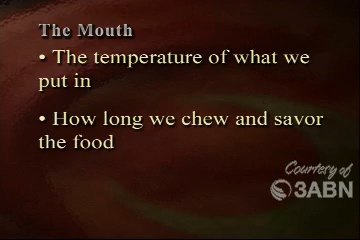 The Mouth
• The temperature of what we
put in
• How long we chew and savor
the food
Courtesy of
3ABN